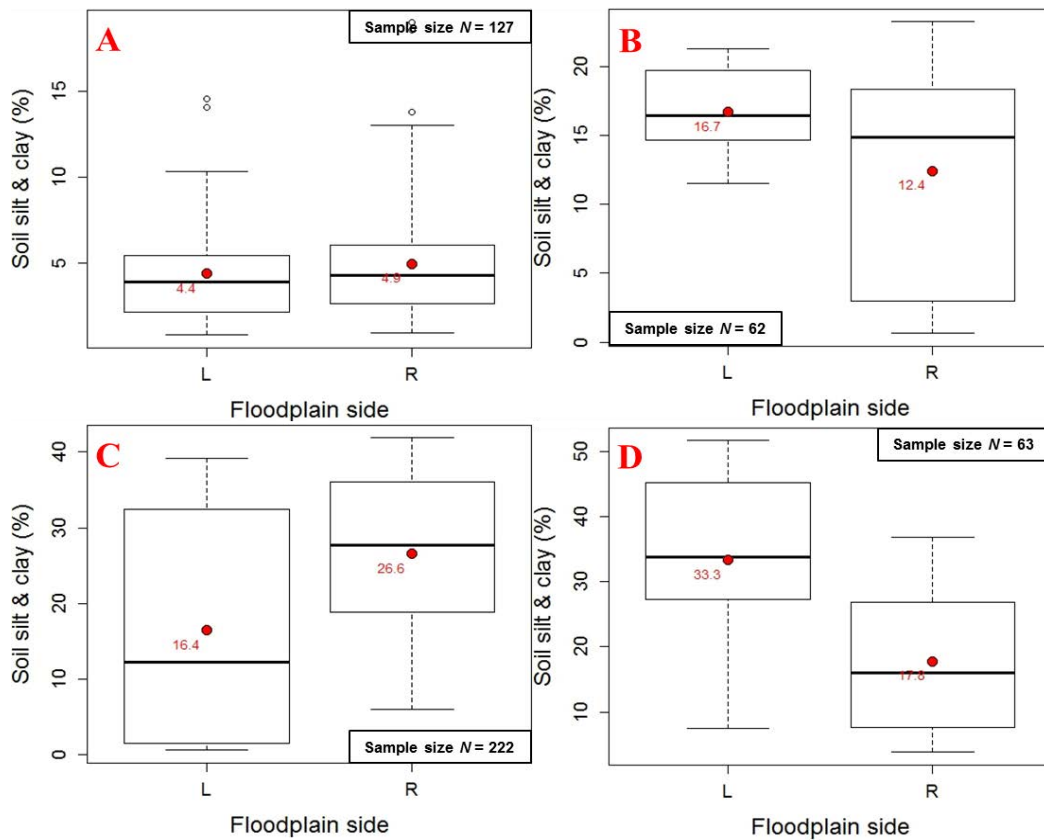 A
Sample size N = 127
Soil silt & clay (%)
15
10
5
4.4
4.9
L
R
Floodplain side
B
Soil silt & clay (%)
20
15
10
5
0
16.7
12.4
Sample size N = 62
L
R
Floodplain side
C
Soil silt & clay (%)
40
30
20
10
0
16.4
26.6
Sample size N = 222
L
R
Floodplain side
D
Sample size N = 63
Soil silt & clay (%)
50
40
30
20
10
33.3
17.8
L
R
Floodplain side